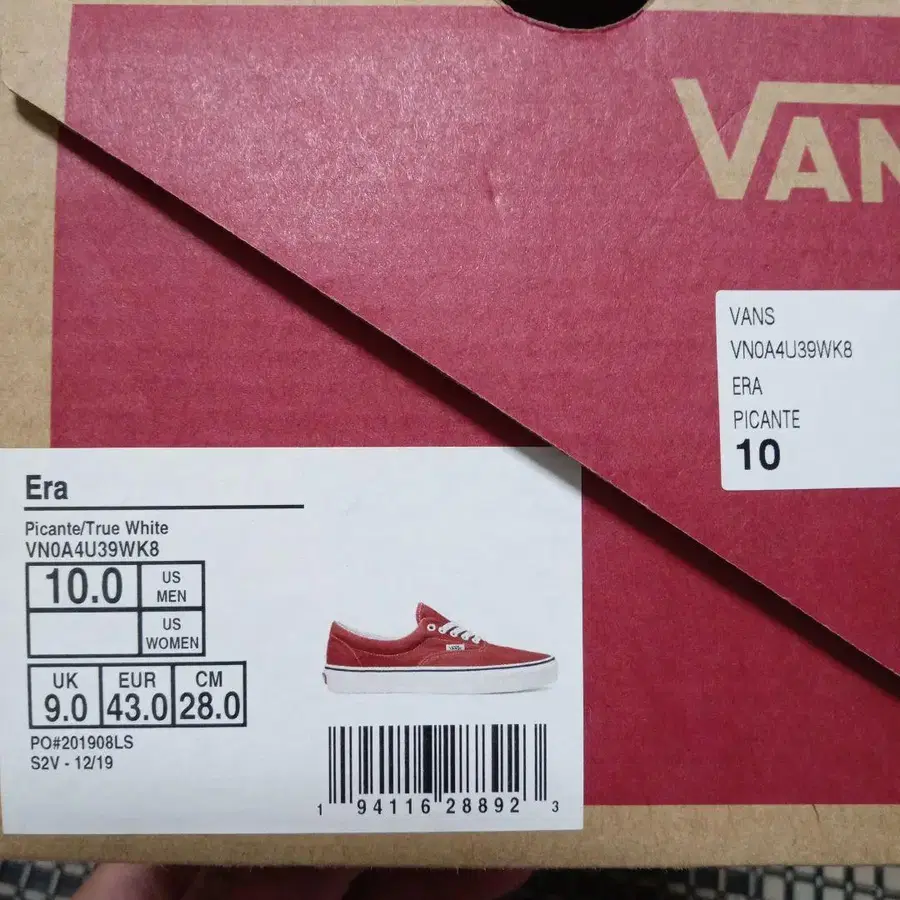 VAN
VANS
VN0A4U39WK8
ERA
PICANTE
10
Era
Picante/True White
VN0A4U39WK8
10.0 US MEN
US WOMEN
UK EUR CM
9.0 43.0 28.0
PO#201908LS
S2V - 12/19
1 94116 28892 3